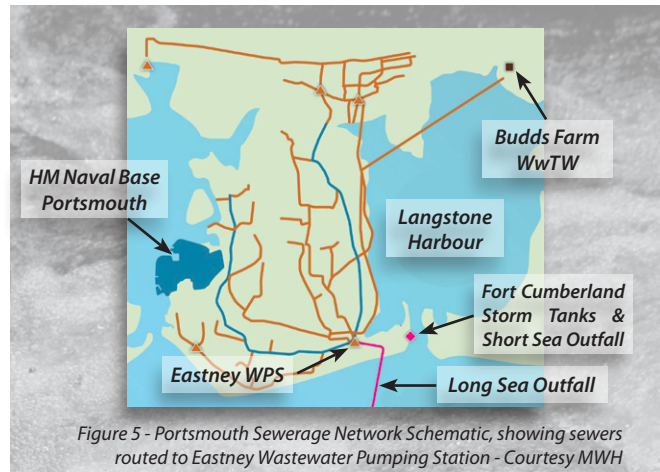 Budds Farm
WwTW
HM Naval Base
Portsmouth
Langstone
Harbour
Fort Cumberland
Storm Tanks &
Short Sea Outfall
Eastney WPS
Long Sea Outfall
Figure 5 - Portsmouth Sewerage Network Schematic, showing sewers
routed to Eastney Wastewater Pumping Station - Courtesy MWH